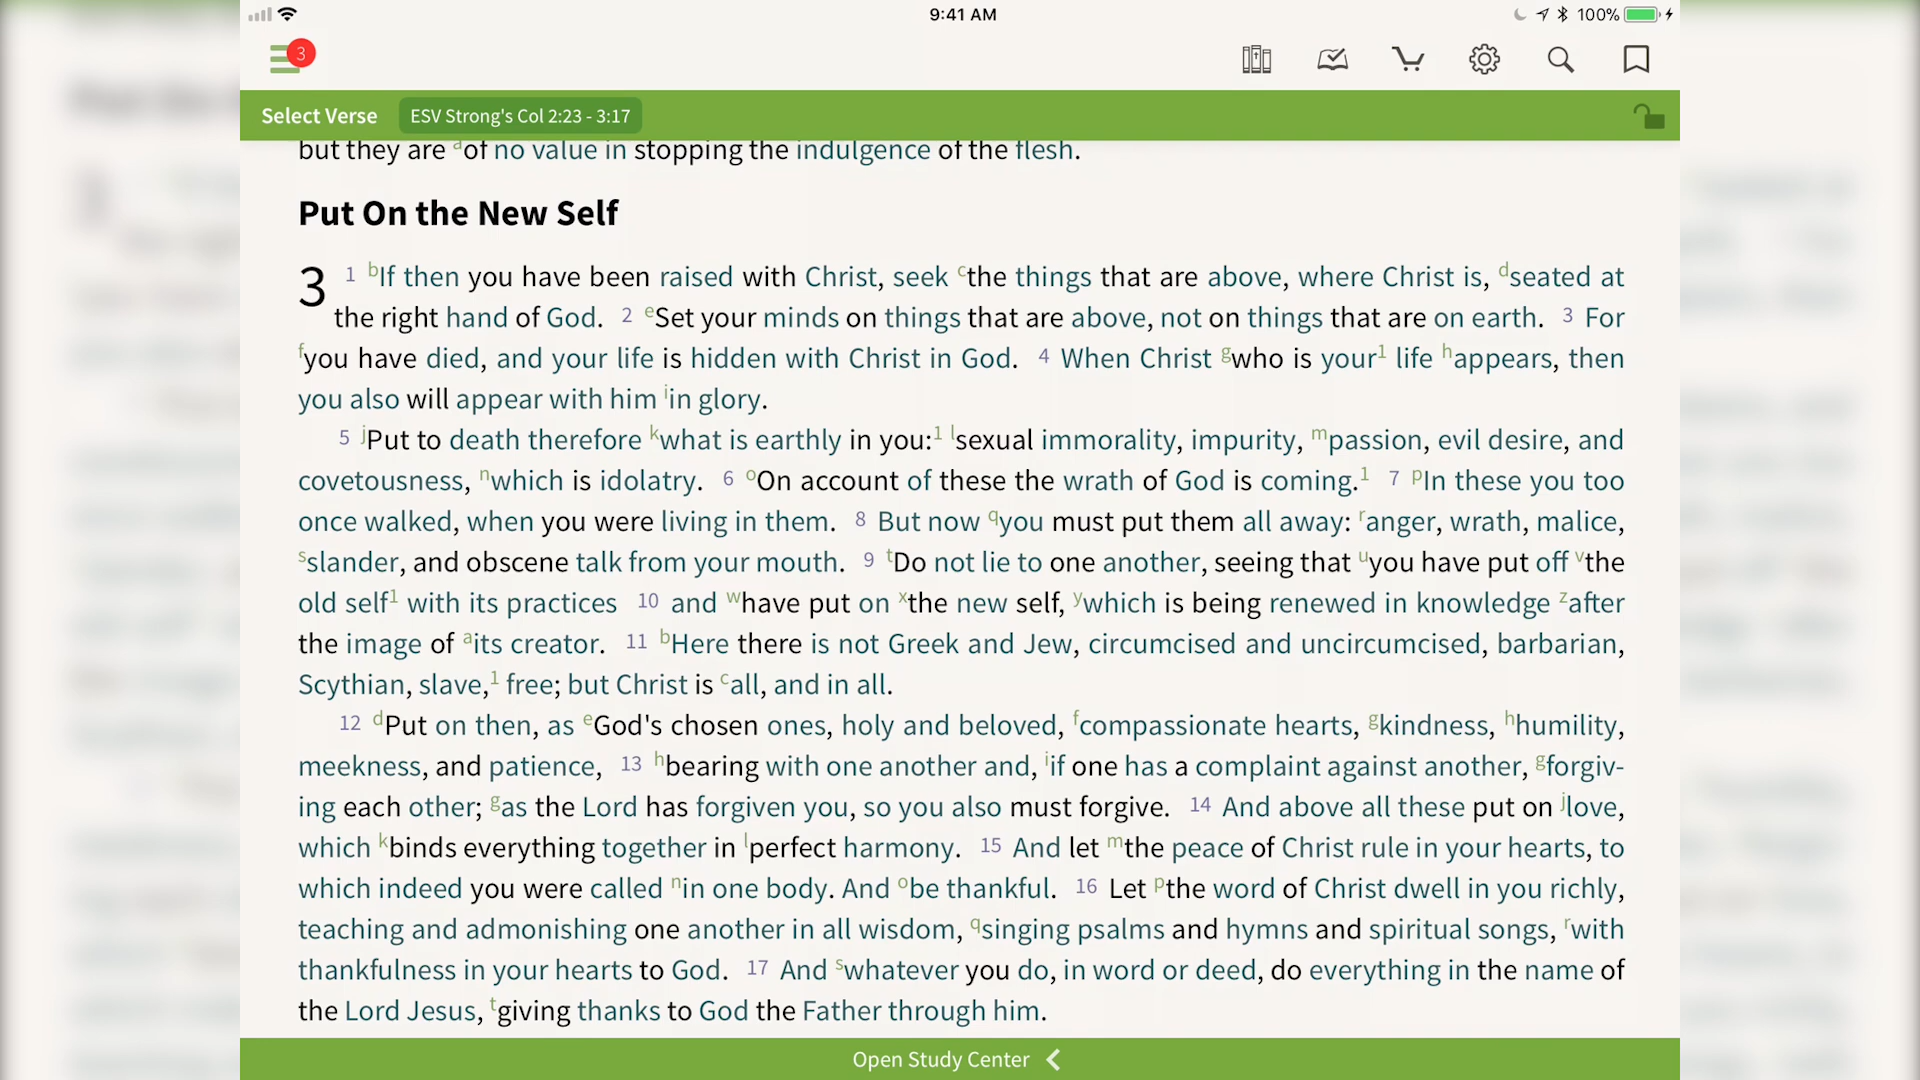 9:41 AM 100%
3
Select Verse ESV Strong's Col 2:23 - 3:17
but they are aof no value in stopping the indulgence of the flesh.
Put On the New Self
3 1 bIf then you have been raised with Christ, seek cthe things that are above, where Christ is, dseated at
the right hand of God. 2 eSet your minds on things that are above, not on things that are on earth. 3 For
fyou have died, and your life is hidden with Christ in God. 4 When Christ gwho is your1 life happears, then
you also will appear with him iin glory.
5 jPut to death therefore kwhat is earthly in you:1 lsexual immorality, impurity, mpassion, evil desire, and
covetousness, nwhich is idolatry. 6 oOn account of these the wrath of God is coming.1 7 pIn these you too
once walked, when you were living in them. 8 But now qyou must put them all away: ranger, wrath, malice,
sslander, and obscene talk from your mouth. 9 tDo not lie to one another, seeing that uyou have put off vthe
old self1 with its practices 10 and whave put on xthe new self, ywhich is being renewed in knowledge zafter
the image of aits creator. 11 bHere there is not Greek and Jew, circumcised and uncircumcised, barbarian,
Scythian, slave,1 free; but Christ is call, and in all.
12 dPut on then, as eGod's chosen ones, holy and beloved, fcompassionate hearts, gkindness, hhumility,
meekness, and patience, 13 hbearing with one another and, iif one has a complaint against another, gforgiv-
ing each other; gas the Lord has forgiven you, so you also must forgive. 14 And above all these put on jlove,
which kbinds everything together in lperfect harmony. 15 And let mthe peace of Christ rule in your hearts, to
which indeed you were called nin one body. And obe thankful. 16 Let pthe word of Christ dwell in you richly,
teaching and admonishing one another in all wisdom, qsinging psalms and hymns and spiritual songs, rwith
thankfulness in your hearts to God. 17 And swhatever you do, in word or deed, do everything in the name of
the Lord Jesus, tgiving thanks to God the Father through him.
Open Study Center